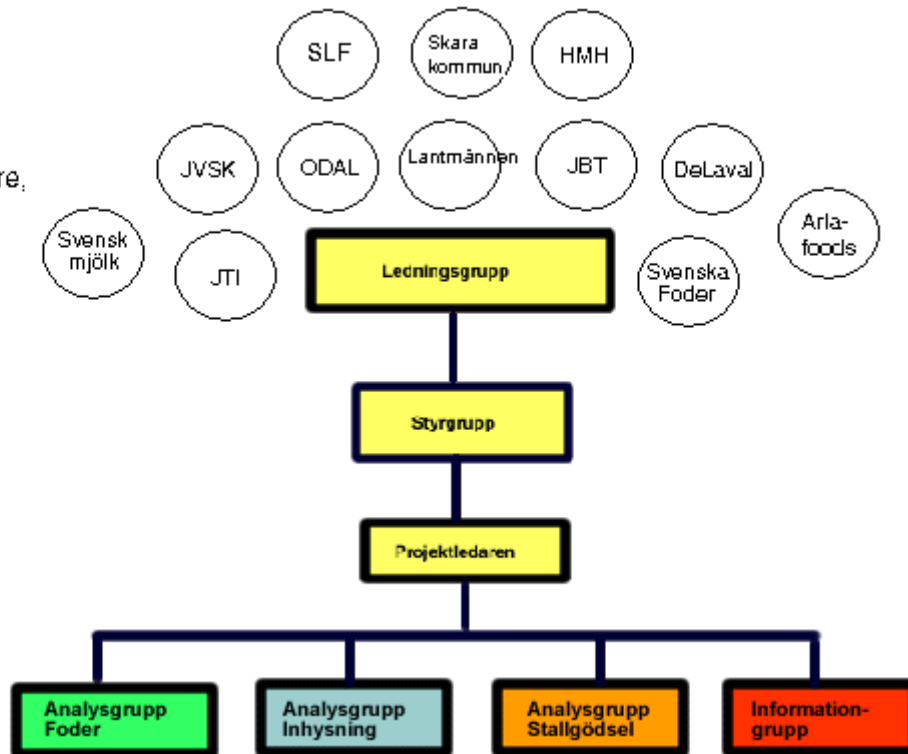 SLF
Skara
kommun
HMH
JVSK
ODAL
Lantmännen
JBT
DeLaval
re,
Svensk
mjölk
JTI
Ledningsgrupp
Svenska
Foder
Arla-
foods
Styrgrupp
Projektledaren
Analysgrupp
Foder
Analysgrupp
Inhysning
Analysgrupp
Stallgödsel
Information-
grupp